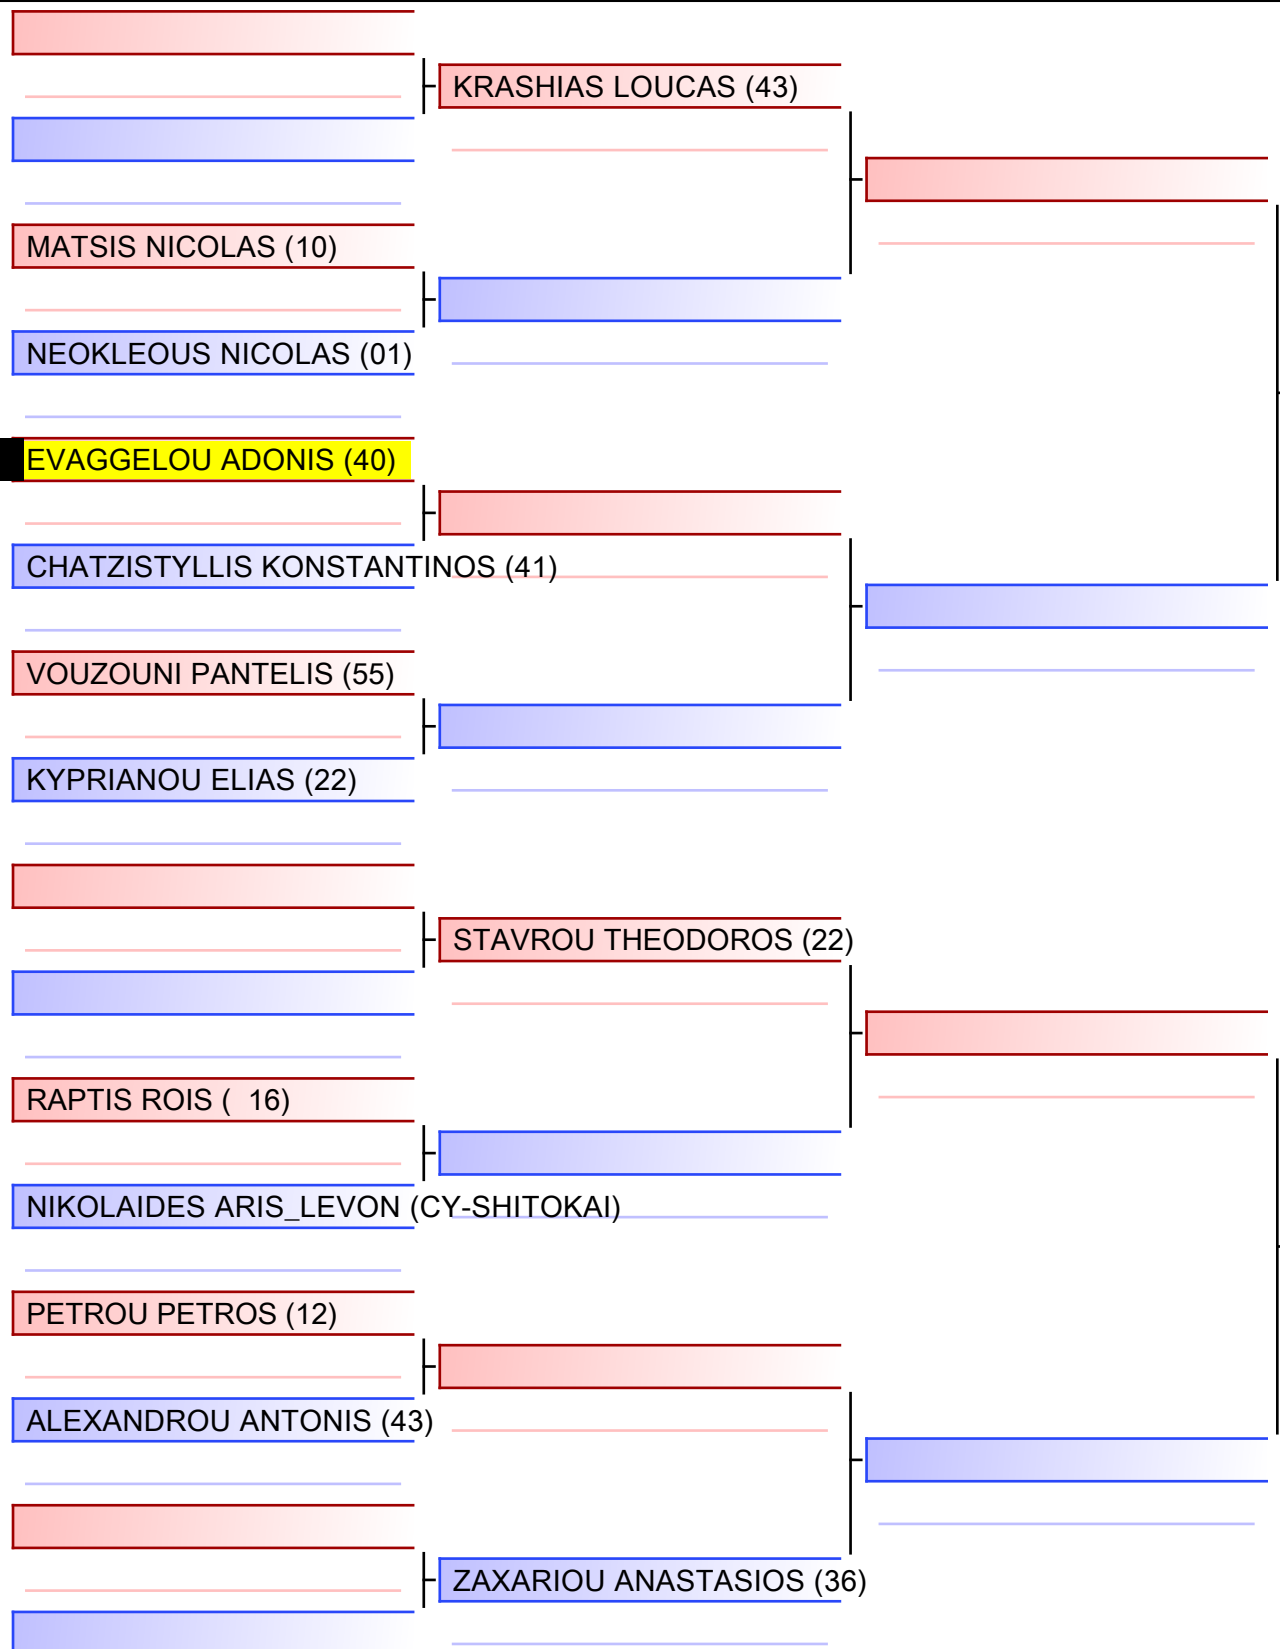 KRASHIAS LOUCAS (43)
MATSIS NICOLAS (10)
NEOKLEOUS NICOLAS (01)
EVAGGELOU ADONIS (40)
CHATZISTYLLIS KONSTANTINOS (41)
VOUZOUNI PANTELIS (55)
KYPRIANOU ELIAS (22)
STAVROU THEODOROS (22)
RAPTIS ROIS (  16)
NIKOLAIDES ARIS_LEVON (CY-SHITOKAI)
PETROU PETROS (12)
ALEXANDROU ANTONIS (43)
ZAXARIOU ANASTASIOS (36)